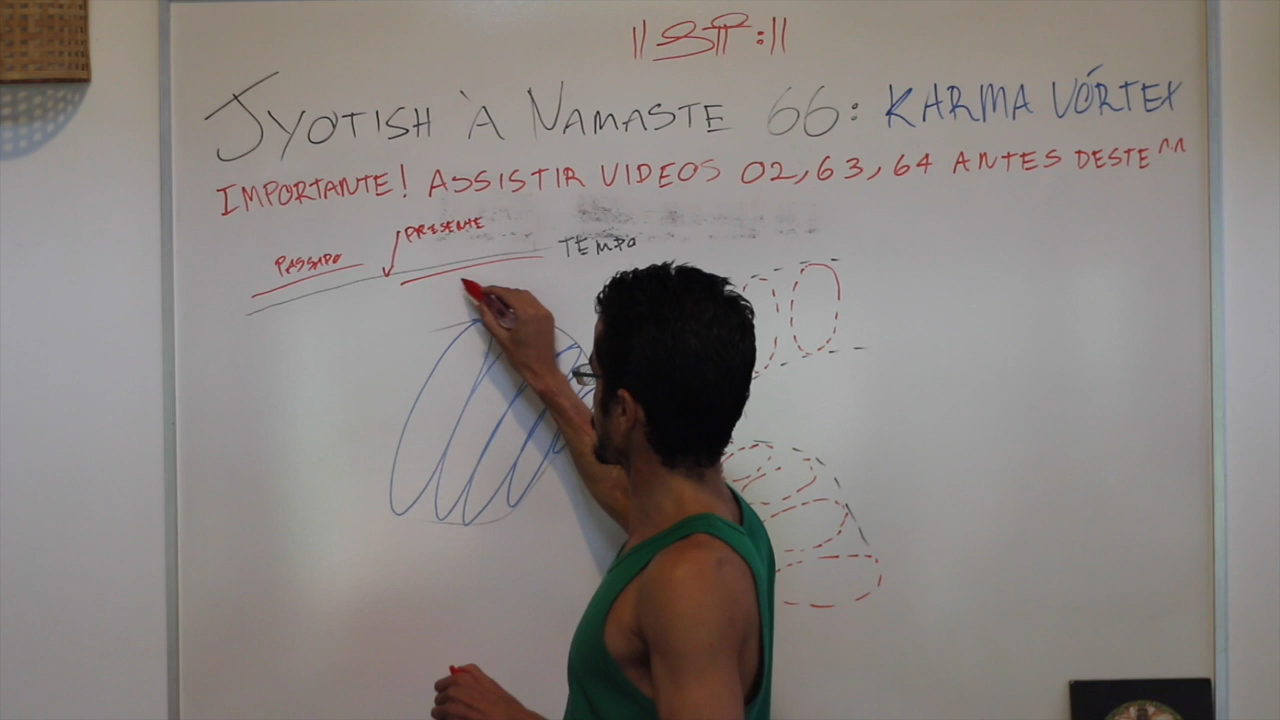 JYOTISH À NAMASTE 66: KARMA VÓRTEX
IMPORTANTE! ASSISTIR VIDEOS 02, 63, 64 ANTES DESTE ^^
PASSADO
PRESENTE
TEMPO